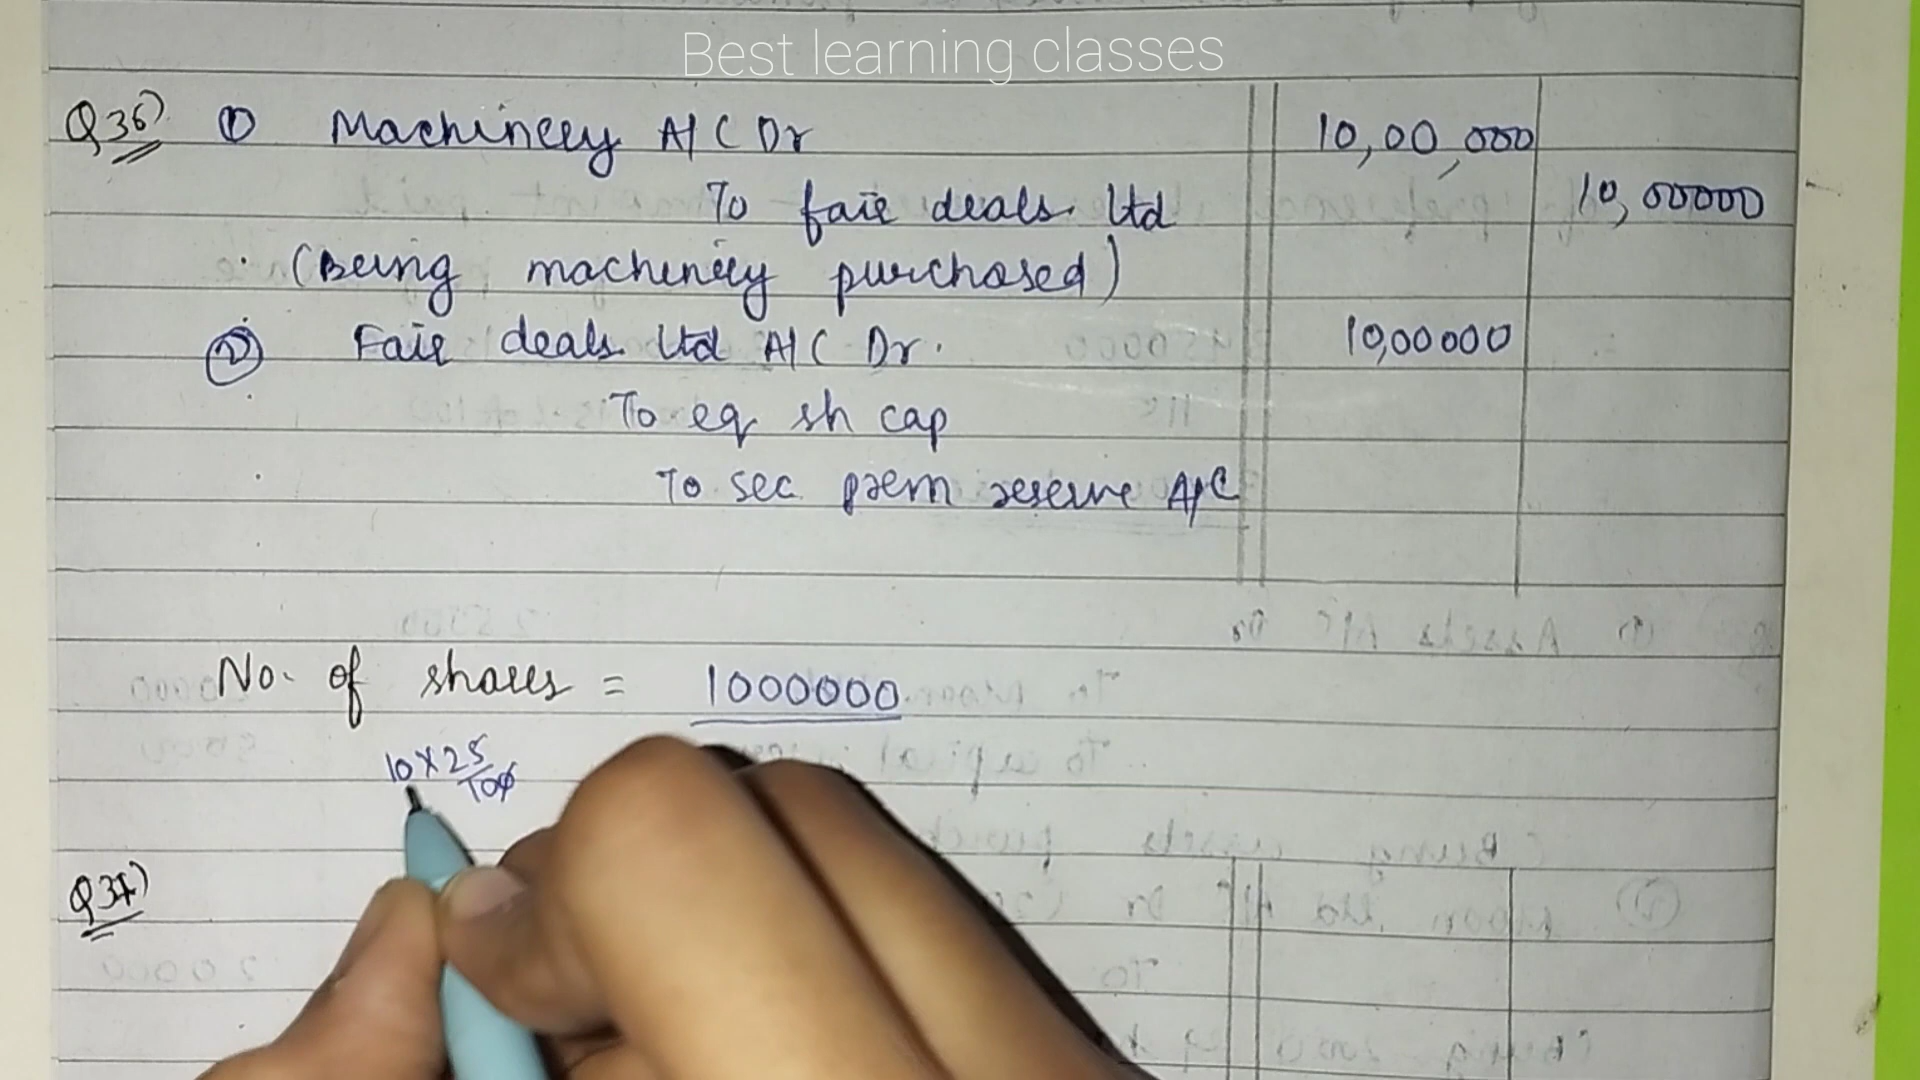 Best learning classes
Q36) ① Machinery A/C Dr 10,00,000
To fair deals ltd 10,00000
(Being machinery purchased)
② Fair deals ltd A/C Dr. 10,00000
To eq sh cap
To sec prem reserve A/C
No. of shares = 1000000
10 × 25/100
Q37)